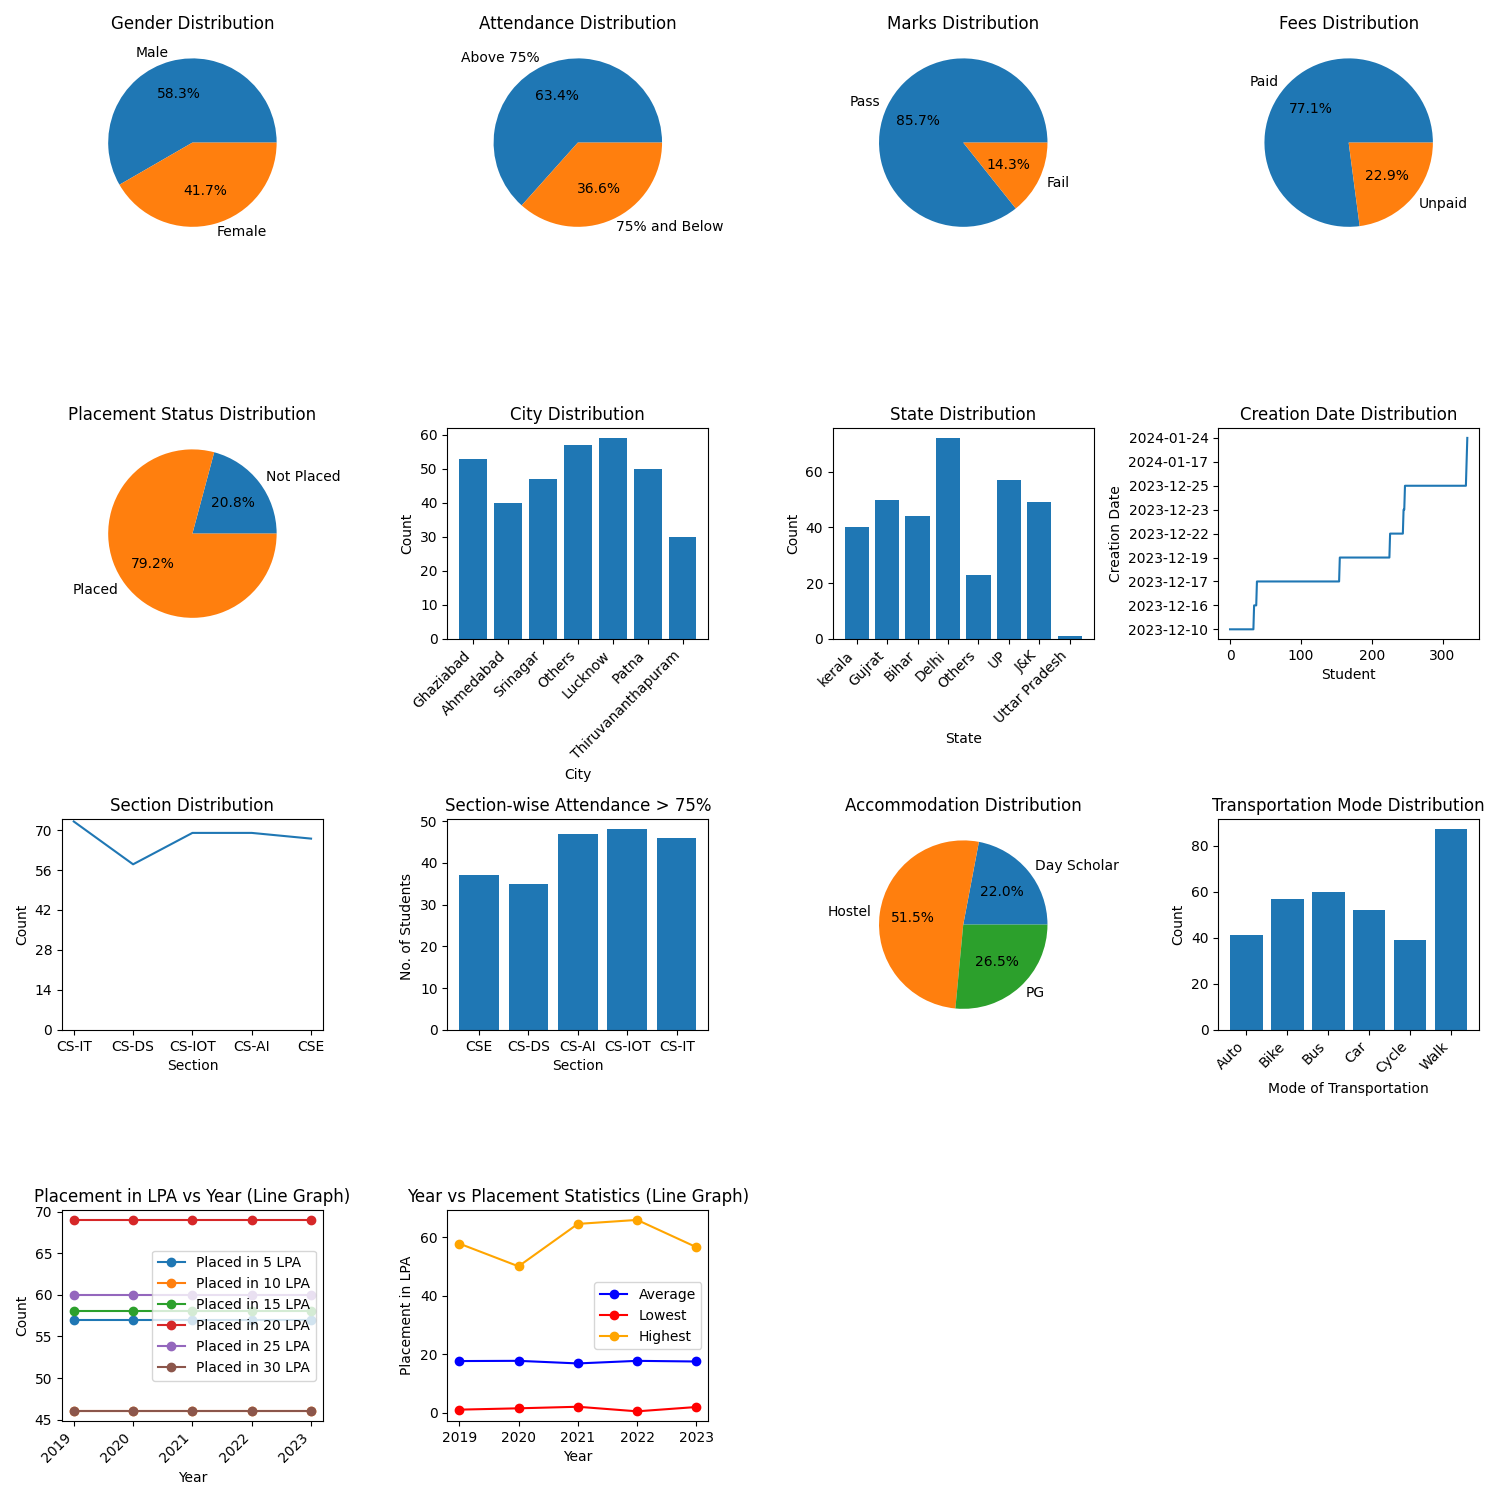 Gender Distribution
Male
58.3%
41.7%
Female
Attendance Distribution
Above 75%
63.4%
36.6%
75% and Below
Marks Distribution
Pass
85.7%
14.3%
Fail
Fees Distribution
Paid
77.1%
22.9%
Unpaid
Placement Status Distribution
Not Placed
20.8%
79.2%
Placed
City Distribution
60
50
40
30
20
10
0
Count
Ghaziabad
Ahmedabad
Srinagar
Others
Lucknow
Patna
Thiruvananthapuram
City
State Distribution
60
40
20
0
Count
kerala
Gujrat
Bihar
Delhi
Others
UP
J&K
Uttar Pradesh
State
Creation Date Distribution
2024-01-24
2024-01-17
2023-12-25
2023-12-23
2023-12-22
2023-12-19
2023-12-17
2023-12-16
2023-12-10
Creation Date
0 100 200 300
Student
Section Distribution
70
56
42
28
14
0
Count
CS-IT CS-DS CS-IOT CS-AI CSE
Section
Section-wise Attendance > 75%
50
40
30
20
10
0
No. of Students
CSE CS-DS CS-AI CS-IOT CS-IT
Section
Accommodation Distribution
Day Scholar
22.0%
Hostel
51.5%
26.5%
PG
Transportation Mode Distribution
80
60
40
20
0
Count
Auto
Bike
Bus
Car
Cycle
Walk
Mode of Transportation
Placement in LPA vs Year (Line Graph)
70
65
60
55
50
45
Count
Placed in 5 LPA
Placed in 10 LPA
Placed in 15 LPA
Placed in 20 LPA
Placed in 25 LPA
Placed in 30 LPA
2019
2020
2021
2022
2023
Year
Year vs Placement Statistics (Line Graph)
60
40
20
0
Placement in LPA
Average
Lowest
Highest
2019 2020 2021 2022 2023
Year